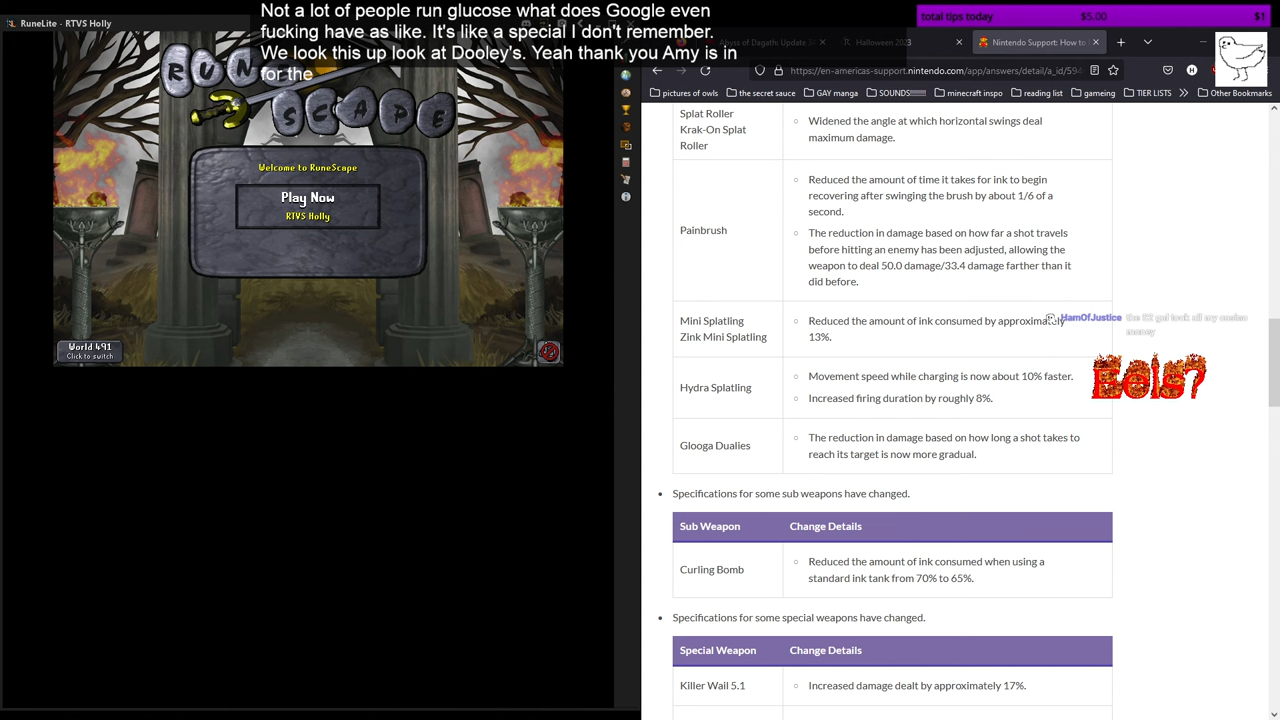 RuneLite - RTVS Holly
Not a lot of people run glucose what does Google even
fucking have as like. It's like a special I don't remember.
We look this up look at Dooley's. Yeah thank you Amy is in
for the
RUNE
SCAPE
Welcome to RuneScape
Play Now
RTVS Holly
World 491
Click to switch
total tips today
$5.00
$1
Abyss of Dagath: Update
Halloween 2023
Nintendo Support: How to
https://en-americas-support.nintendo.com/app/answers/detail/a_id/594
pictures of owls
the secret sauce
GAY manga
SOUNDS!!!!!!!
minecraft inspo
reading list
gameing
TIER LISTS
Other Bookmarks
Splat Roller
Krak-On Splat
Roller
Widened the angle at which horizontal swings deal
maximum damage.
Painbrush
Reduced the amount of time it takes for ink to begin
recovering after swinging the brush by about 1/6 of a
second.
The reduction in damage based on how far a shot travels
before hitting an enemy has been adjusted, allowing the
weapon to deal 50.0 damage/33.4 damage farther than it
did before.
Mini Splatling
Zink Mini Splatling
Reduced the amount of ink consumed by approximately
13%.
HamOfJustice
money
Eels?
Hydra Splatling
Movement speed while charging is now about 10% faster.
Increased firing duration by roughly 8%.
Glooga Dualies
The reduction in damage based on how long a shot takes to
reach its target is now more gradual.
Specifications for some sub weapons have changed.
Sub Weapon
Change Details
Curling Bomb
Reduced the amount of ink consumed when using a
standard ink tank from 70% to 65%.
Specifications for some special weapons have changed.
Special Weapon
Change Details
Killer Wail 5.1
Increased damage dealt by approximately 17%.